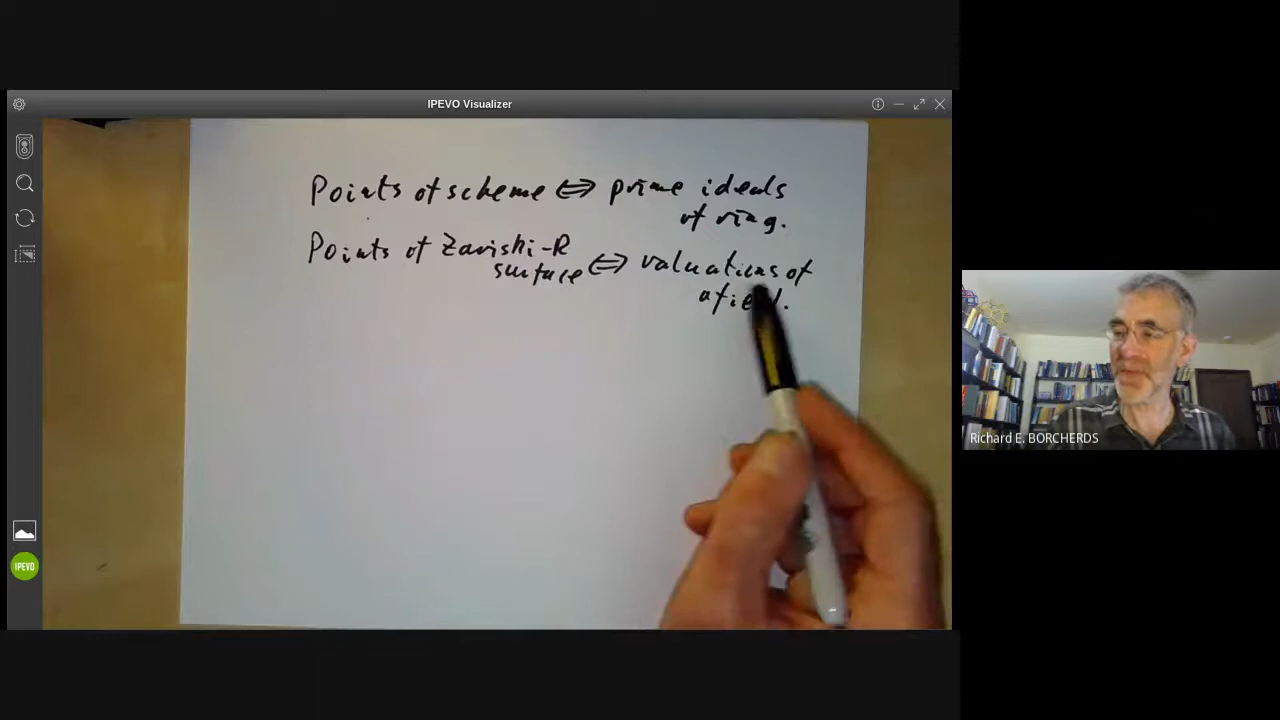 IPEVO Visualizer
Points of scheme ⇔ prime ideals
of ring.
Points of Zariski-R
surface ⇔ valuations of
a field.
IPEVO
Richard E. BORCHERDS